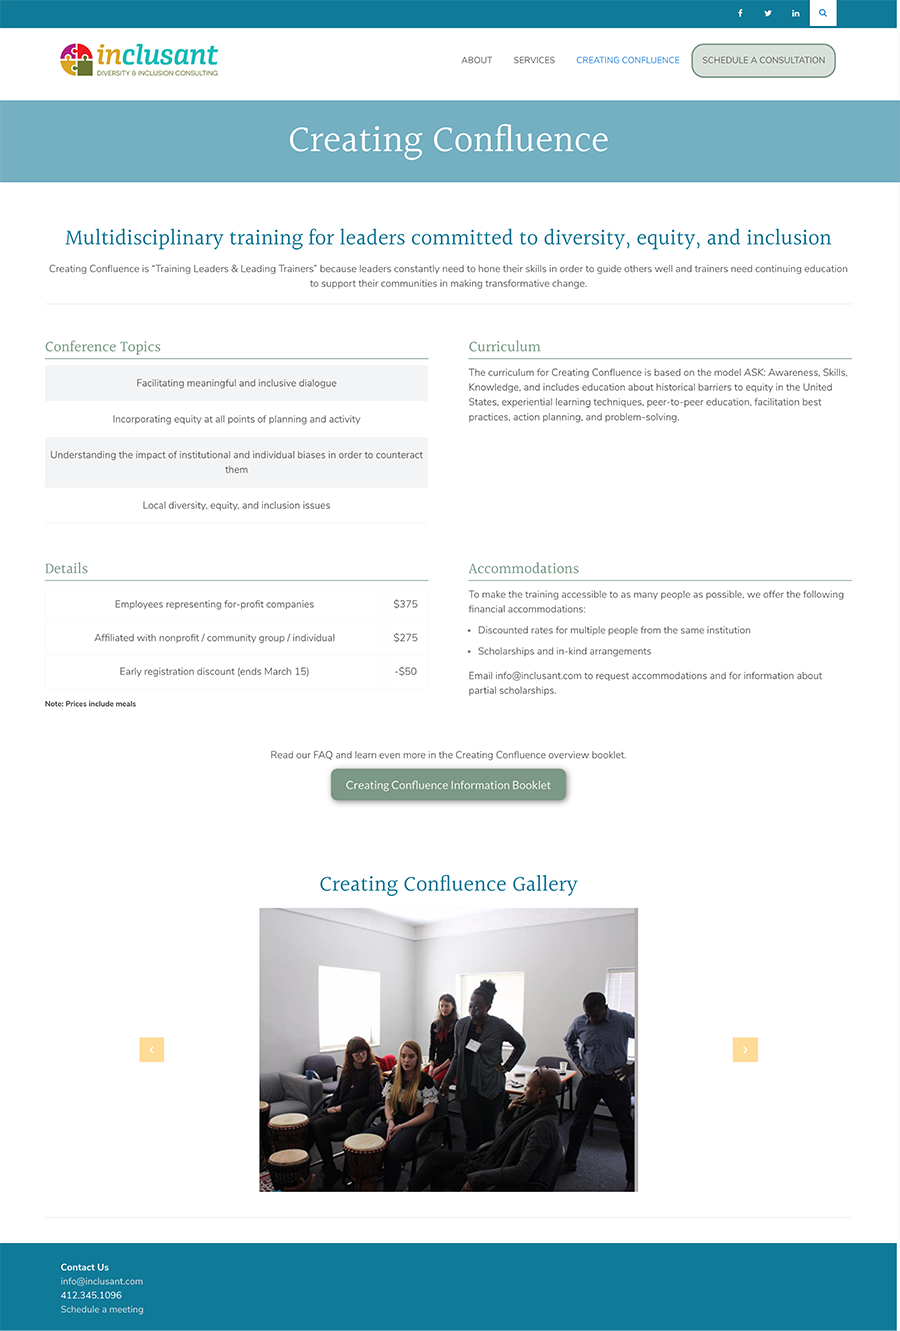 inclusant
DIVERSITY & INCLUSION CONSULTING
ABOUT
SERVICES
CREATING CONFLUENCE
SCHEDULE A CONSULTATION
Creating Confluence
Multidisciplinary training for leaders committed to diversity, equity, and inclusion
Creating Confluence is “Training Leaders & Leading Trainers” because leaders constantly need to hone their skills in order to guide others well and trainers need continuing education
to support their communities in making transformative change.
Conference Topics
Facilitating meaningful and inclusive dialogue
Incorporating equity at all points of planning and activity
Understanding the impact of institutional and individual biases in order to counteract
them
Local diversity, equity, and inclusion issues
Curriculum
The curriculum for Creating Confluence is based on the model ASK: Awareness, Skills,
Knowledge, and includes education about historical barriers to equity in the United
States, experiential learning techniques, peer-to-peer education, facilitation best
practices, action planning, and problem-solving.
Details
Employees representing for-profit companies $375
Affiliated with nonprofit / community group / individual $275
Early registration discount (ends March 15) -$50
Note: Prices include meals
Accommodations
To make the training accessible to as many people as possible, we offer the following
financial accommodations:
• Discounted rates for multiple people from the same institution
• Scholarships and in-kind arrangements
Email info@inclusant.com to request accommodations and for information about
partial scholarships.
Read our FAQ and learn even more in the Creating Confluence overview booklet.
Creating Confluence Information Booklet
Creating Confluence Gallery
Contact Us
info@inclusant.com
412.345.1096
Schedule a meeting